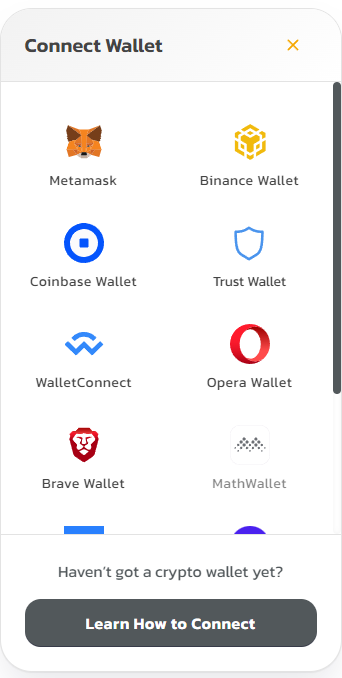 Connect Wallet
Metamask
Binance Wallet
Coinbase Wallet
Trust Wallet
WalletConnect
Opera Wallet
Brave Wallet
MathWallet
Haven't got a crypto wallet yet?
Learn How to Connect